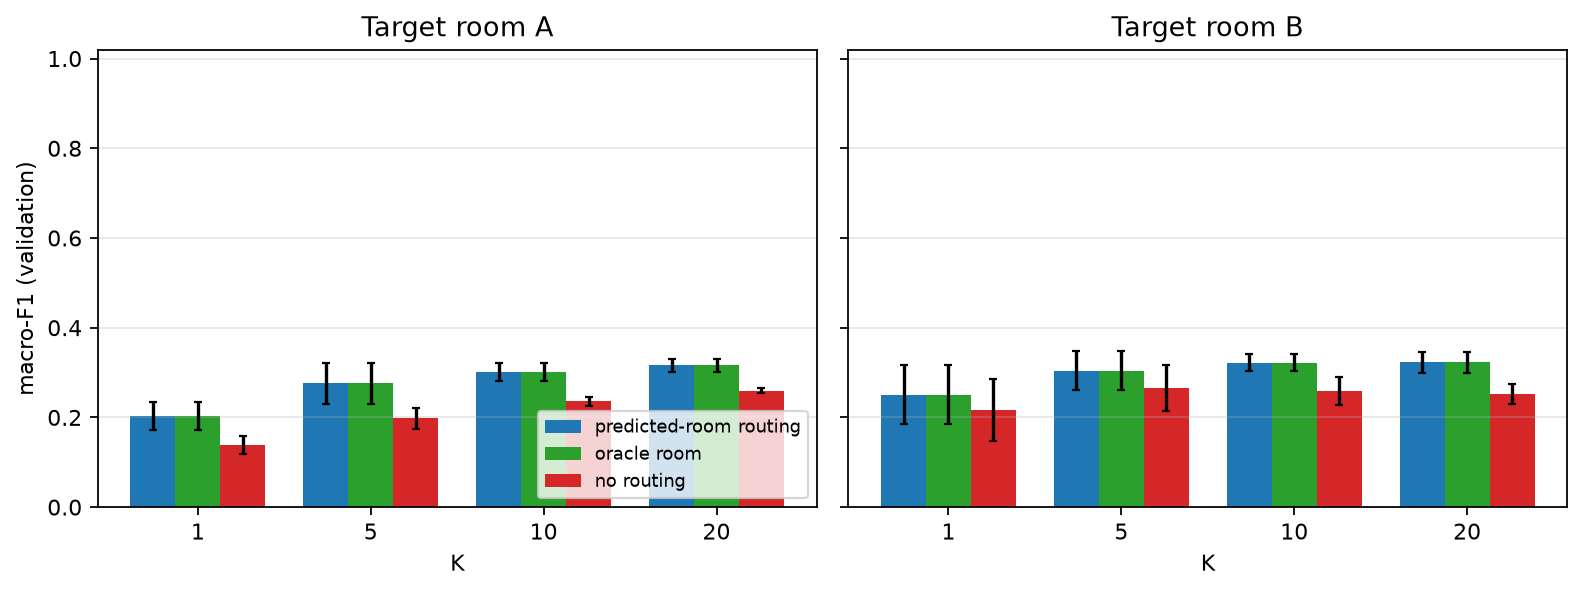 Target room A
Target room B
macro-F1 (validation)
1.0
0.8
0.6
0.4
0.2
0.0
predicted-room routing
oracle room
no routing
1 5 10 20
K
1 5 10 20
K